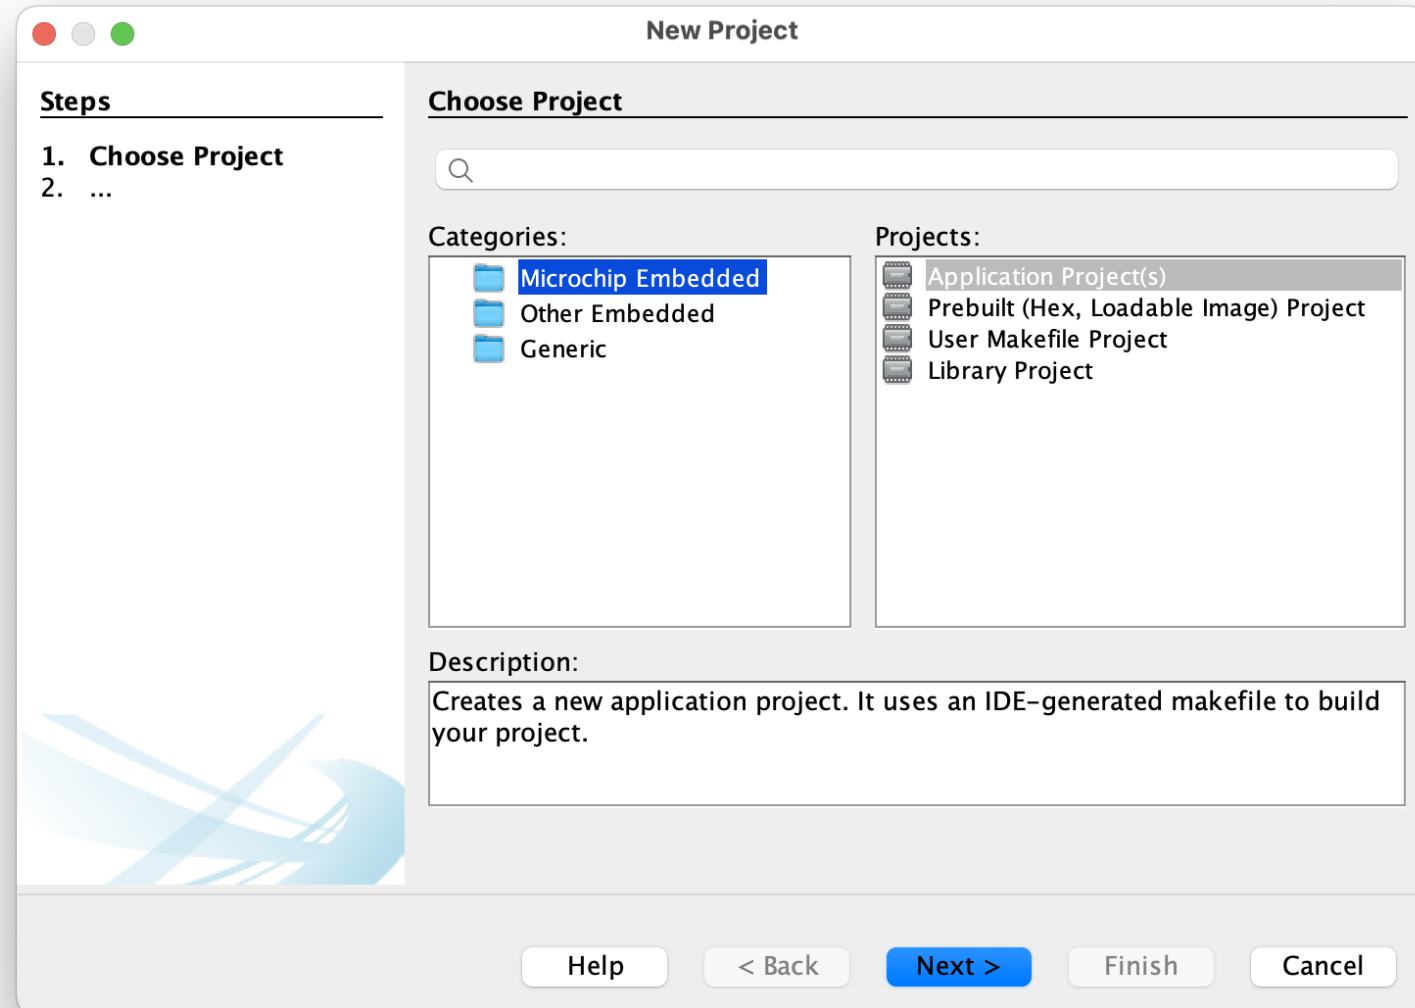 New Project
Steps
1. Choose Project
2. ...
Choose Project
Categories:
Microchip Embedded
Other Embedded
Generic
Projects:
Application Project(s)
Prebuilt (Hex, Loadable Image) Project
User Makefile Project
Library Project
Description:
Creates a new application project. It uses an IDE-generated makefile to build
your project.
Help
< Back
Next >
Finish
Cancel